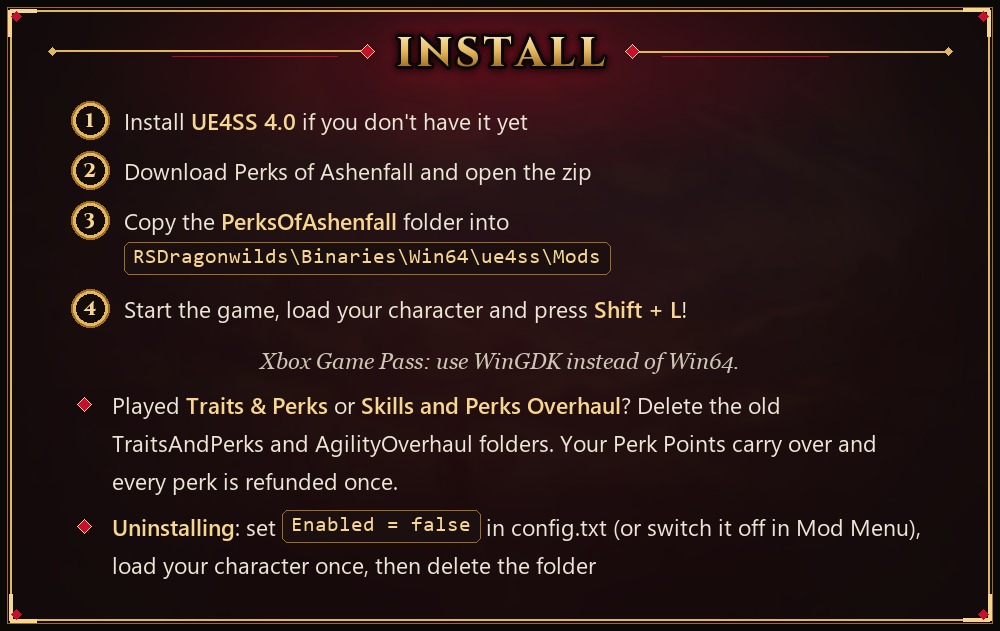 INSTALL
1 Install UE4SS 4.0 if you don't have it yet
2 Download Perks of Ashenfall and open the zip
3 Copy the PerksOfAshenfall folder into
RSDragonwilds\Binaries\Win64\ue4ss\Mods
4 Start the game, load your character and press Shift + L!
Xbox Game Pass: use WinGDK instead of Win64.
Played Traits & Perks or Skills and Perks Overhaul? Delete the old
TraitsAndPerks and AgilityOverhaul folders. Your Perk Points carry over and
every perk is refunded once.
Uninstalling: set Enabled = false in config.txt (or switch it off in Mod Menu),
load your character once, then delete the folder